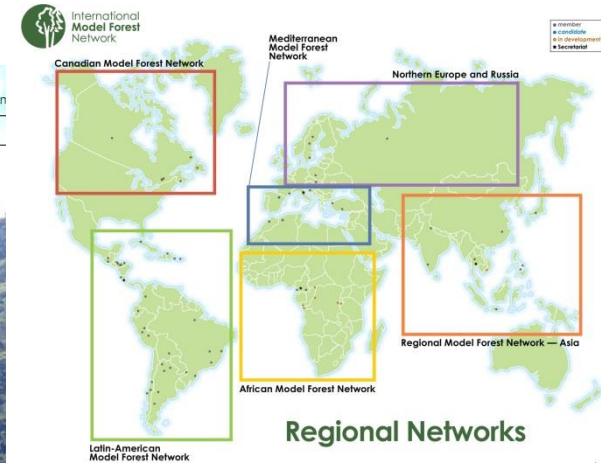 International
Model Forest
Network
Mediterranean
Model Forest
Network
member
candidate
in development
Secretariat
Canadian Model Forest Network
Northern Europe and Russia
Regional Model Forest Network — Asia
African Model Forest Network
Regional Networks
Latin-American
Model Forest Network